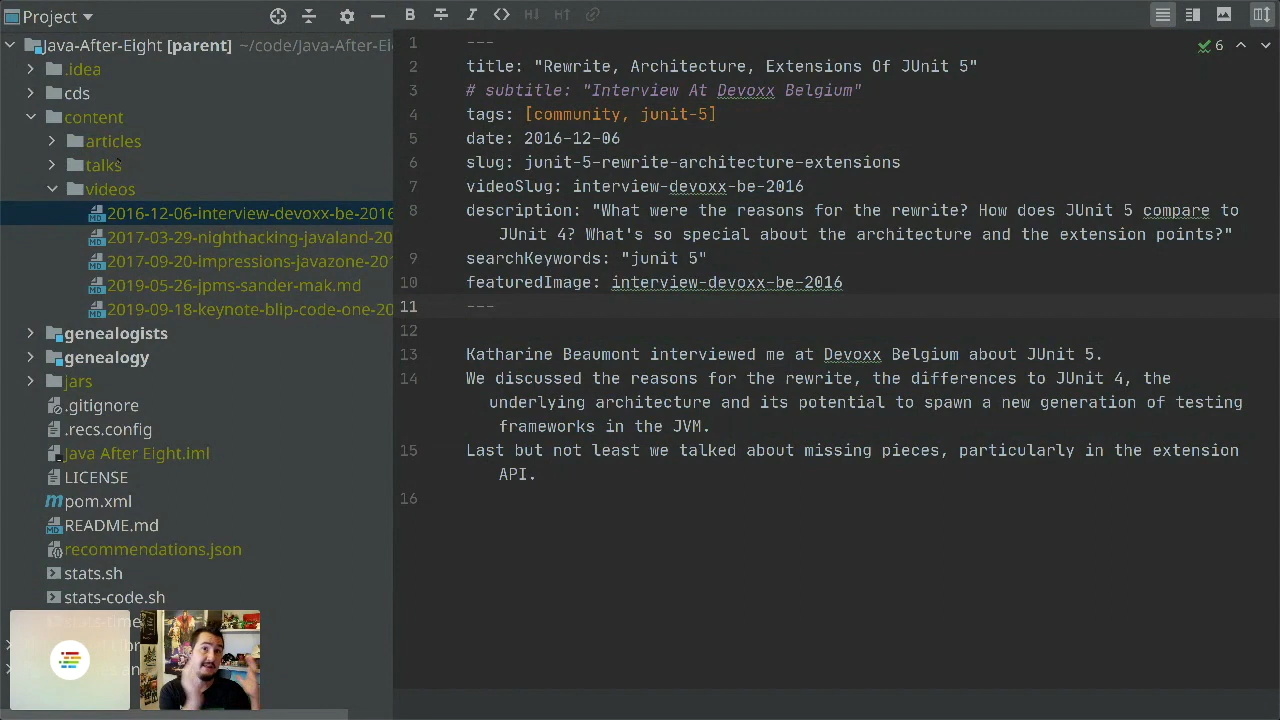 Project
Java-After-Eight [parent] ~/code/Java-After-Ei
.idea
cds
content
articles
talks
videos
2016-12-06-interview-devoxx-be-2016
2017-03-29-nighthacking-javaland-20
2017-09-20-impressions-javazone-201
2019-05-26-jpms-sander-mak.md
2019-09-18-keynote-blip-code-one-20
genealogists
genealogy
jars
.gitignore
.recs.config
Java After Eight.iml
LICENSE
pom.xml
README.md
recommendations.json
stats.sh
stats-code.sh
B I H↓ H↑
6
1 ---
2 title: "Rewrite, Architecture, Extensions Of JUnit 5"
3 # subtitle: "Interview At Devoxx Belgium"
4 tags: [community, junit-5]
5 date: 2016-12-06
6 slug: junit-5-rewrite-architecture-extensions
7 videoSlug: interview-devoxx-be-2016
8 description: "What were the reasons for the rewrite? How does JUnit 5 compare to
JUnit 4? What's so special about the architecture and the extension points?"
9 searchKeywords: "junit 5"
10 featuredImage: interview-devoxx-be-2016
11 ---
12
13 Katharine Beaumont interviewed me at Devoxx Belgium about JUnit 5.
14 We discussed the reasons for the rewrite, the differences to JUnit 4, the
underlying architecture and its potential to spawn a new generation of testing
frameworks in the JVM.
15 Last but not least we talked about missing pieces, particularly in the extension
API.
16